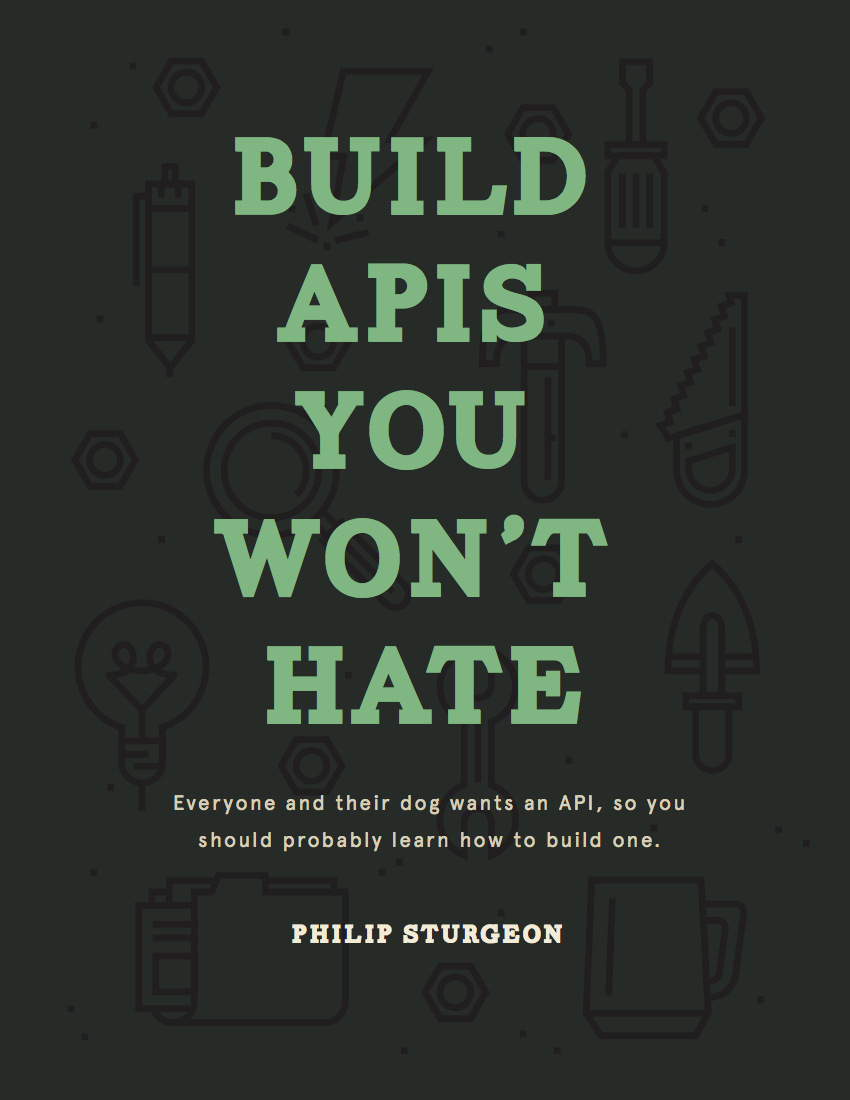 BUILD
APIS
YOU
WON’T
HATE
Everyone and their dog wants an API, so you
should probably learn how to build one.
PHILIP STURGEON